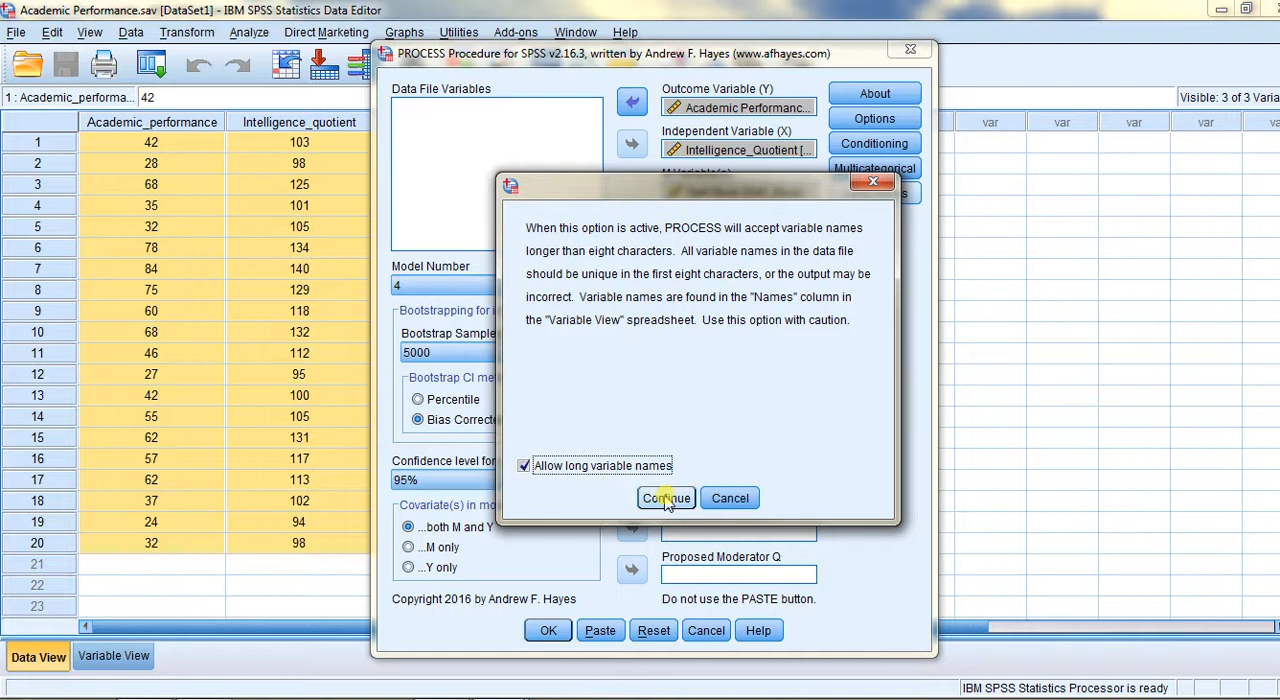 Academic Performance.sav [DataSet1] - IBM SPSS Statistics Data Editor
File Edit View Data Transform Analyze Direct Marketing Graphs Utilities Add-ons Window Help
PROCESS Procedure for SPSS v2.16.3, written by Andrew F. Hayes (www.afhayes.com)
1 : Academic_performa... 42
Visible: 3 of 3 Varia
Academic_performance Intelligence_quotient var var var var
1 42 103
2 28 98
3 68 125
4 35 101
5 32 105
6 78 134
7 84 140
8 75 129
9 60 118
10 68 132
11 46 112
12 27 95
13 42 100
14 55 105
15 62 131
16 57 117
17 62 113
18 37 102
19 24 94
20 32 98
21
22
23
Data File Variables
Outcome Variable (Y)
Academic Performanc...
Independent Variable (X)
Intelligence_Quotient [...
About
Options
Conditioning
Multicategorical
When this option is active, PROCESS will accept variable names
longer than eight characters. All variable names in the data file
should be unique in the first eight characters, or the output may be
incorrect. Variable names are found in the "Names" column in
the "Variable View" spreadsheet. Use this option with caution.
Allow long variable names
Continue Cancel
Model Number
4
Bootstrapping for i
Bootstrap Sample
5000
Bootstrap CI me
Percentile
Bias Correcte
Confidence level for
95%
Covariate(s) in mo
...both M and Y
...M only
...Y only
Proposed Moderator Q
Copyright 2016 by Andrew F. Hayes
Do not use the PASTE button.
OK Paste Reset Cancel Help
Data View Variable View
IBM SPSS Statistics Processor is ready